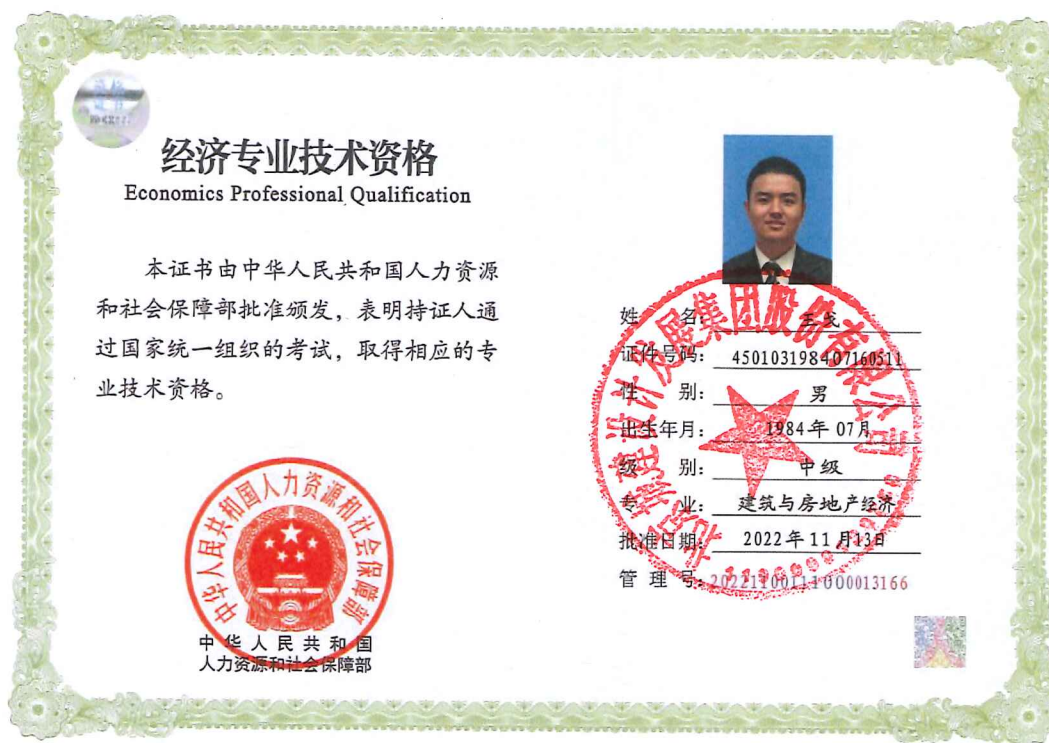 经济专业技术资格
Economics Professional Qualification
本证书由中华人民共和国人力资源
和社会保障部批准颁发，表明持证人通
过国家统一组织的考试，取得相应的专
业技术资格。
中华人民共和国人力资源和社会保障部
中华人民共和国
人力资源和社会保障部
姓 名：
证件号码：450103198407160511
性 别：男
出生年月：1984年07月
级 别：中级
专 业：建筑与房地产经济
批准日期：2022年11月13日
管 理 号：20221100111000013166
设计发展集团股份有限公司